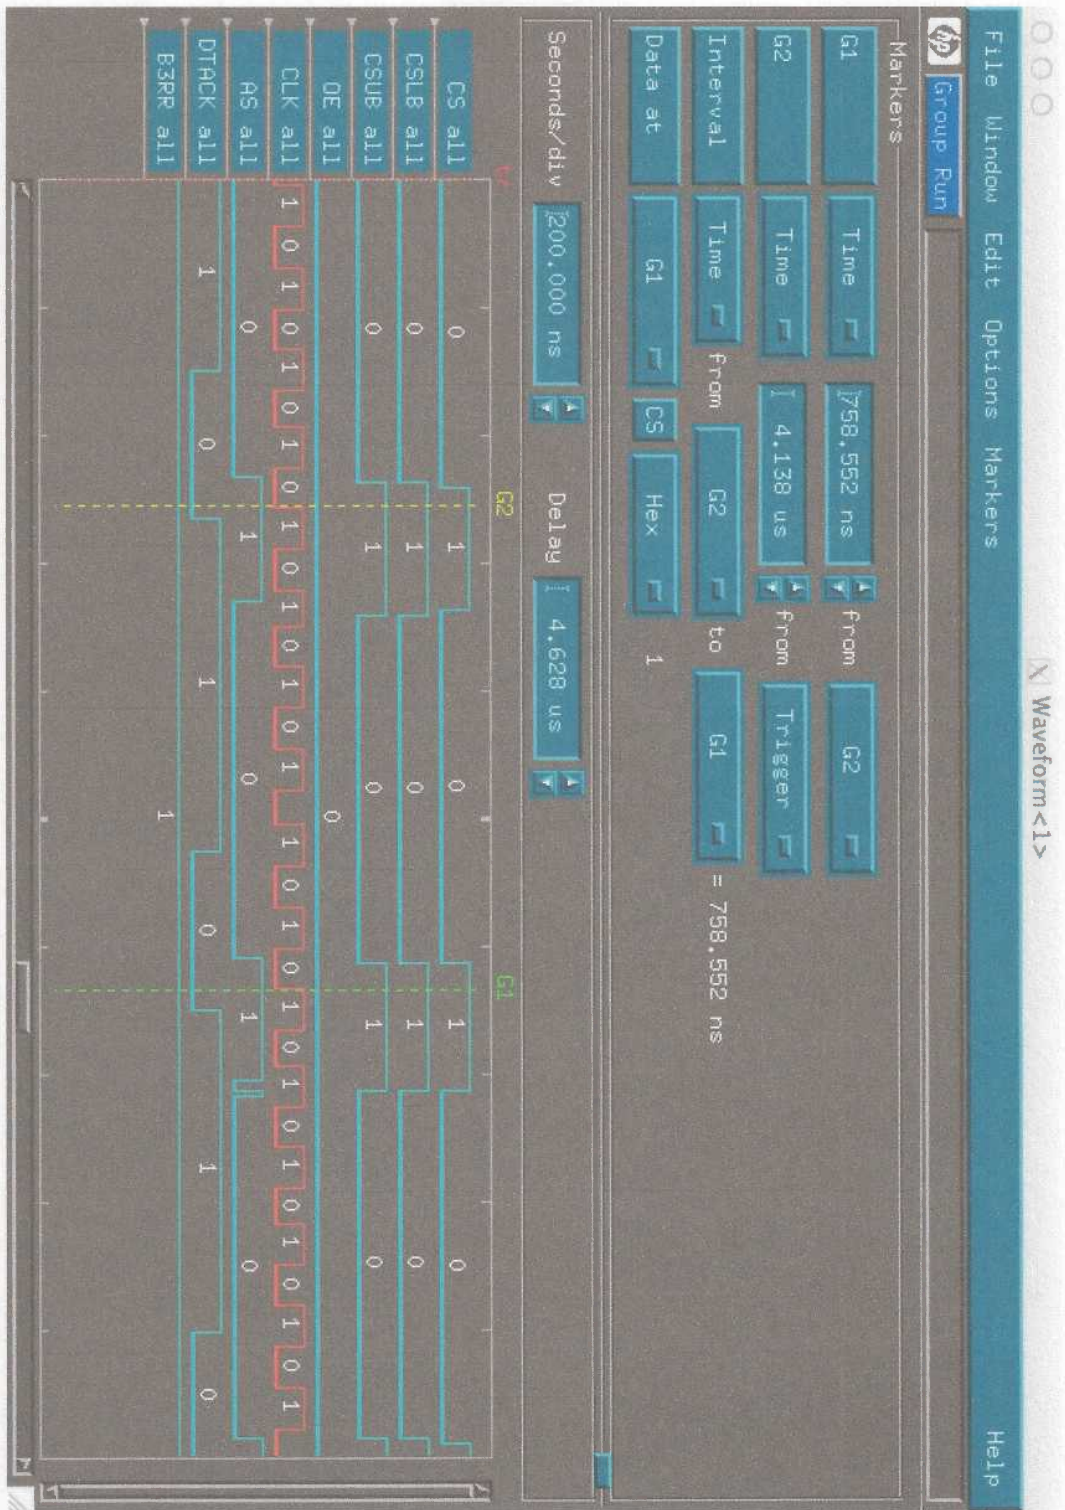 X Waveform<1>
File Window Edit Options Markers Help
hp Group Run
Markers
G1 Time 758.552 ns from G2
G2 Time 4.138 us from Trigger
Interval Time from G2 to G1 = 758.552 ns
Data at G1 CS Hex 1
Seconds/div 200.000 ns Delay 4.628 us
G2 G1
CS all 0 1 0 1 0
CSLB all 0 1 0 1 0
CSUB all 0 1 0 1 0
OE all 0
CLK all 1 0 1 0 1 0 1 0 1 0 1 0 1 0 1 1 0 1 0 1 0 1 0 1 0 1 0 1 0 1
AS all 0 1 0 1 0
DTACK all 1 0 1 0 1 0
B3RR all 1